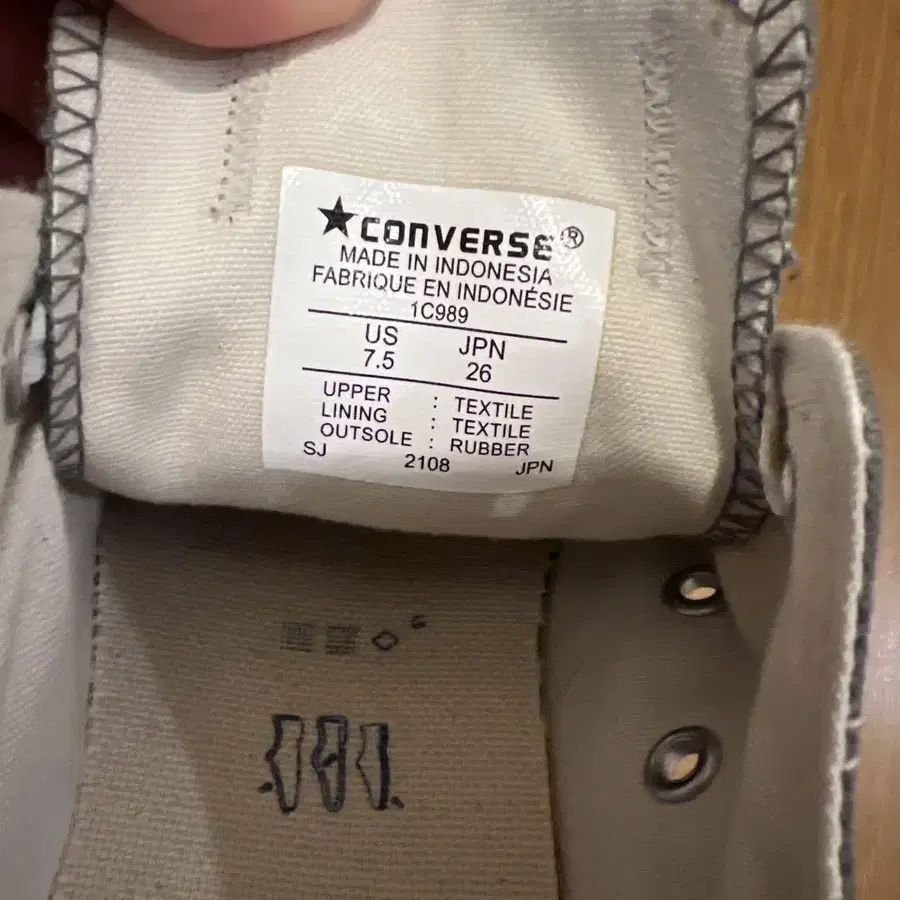 ★CONVERSE®
MADE IN INDONESIA
FABRIQUE EN INDONÉSIE
1C989
US JPN
7.5 26
UPPER : TEXTILE
LINING : TEXTILE
OUTSOLE : RUBBER
SJ 2108 JPN